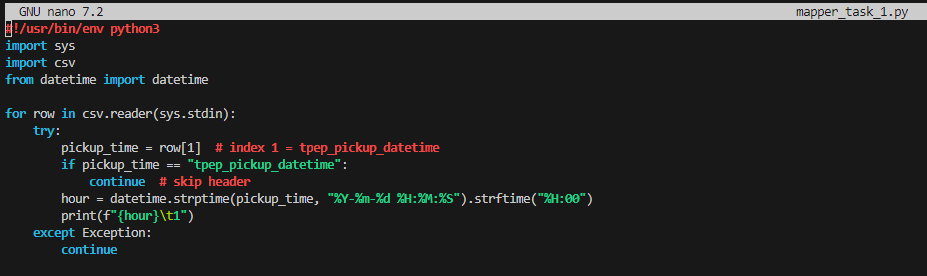 GNU nano 7.2 mapper_task_1.py
#!/usr/bin/env python3
import sys
import csv
from datetime import datetime

for row in csv.reader(sys.stdin):
    try:
        pickup_time = row[1]  # index 1 = tpep_pickup_datetime
        if pickup_time == "tpep_pickup_datetime":
            continue  # skip header
        hour = datetime.strptime(pickup_time, "%Y-%m-%d %H:%M:%S").strftime("%H:00")
        print(f"{hour}\t1")
    except Exception:
        continue